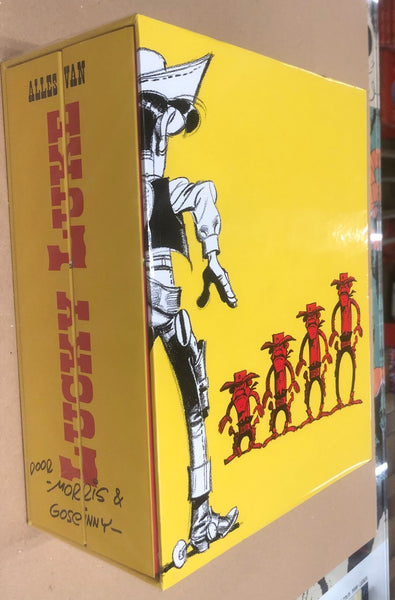 ALLES VAN
LUCKY LUKE
DOOR
-MORRIS &
GOSCINNY-